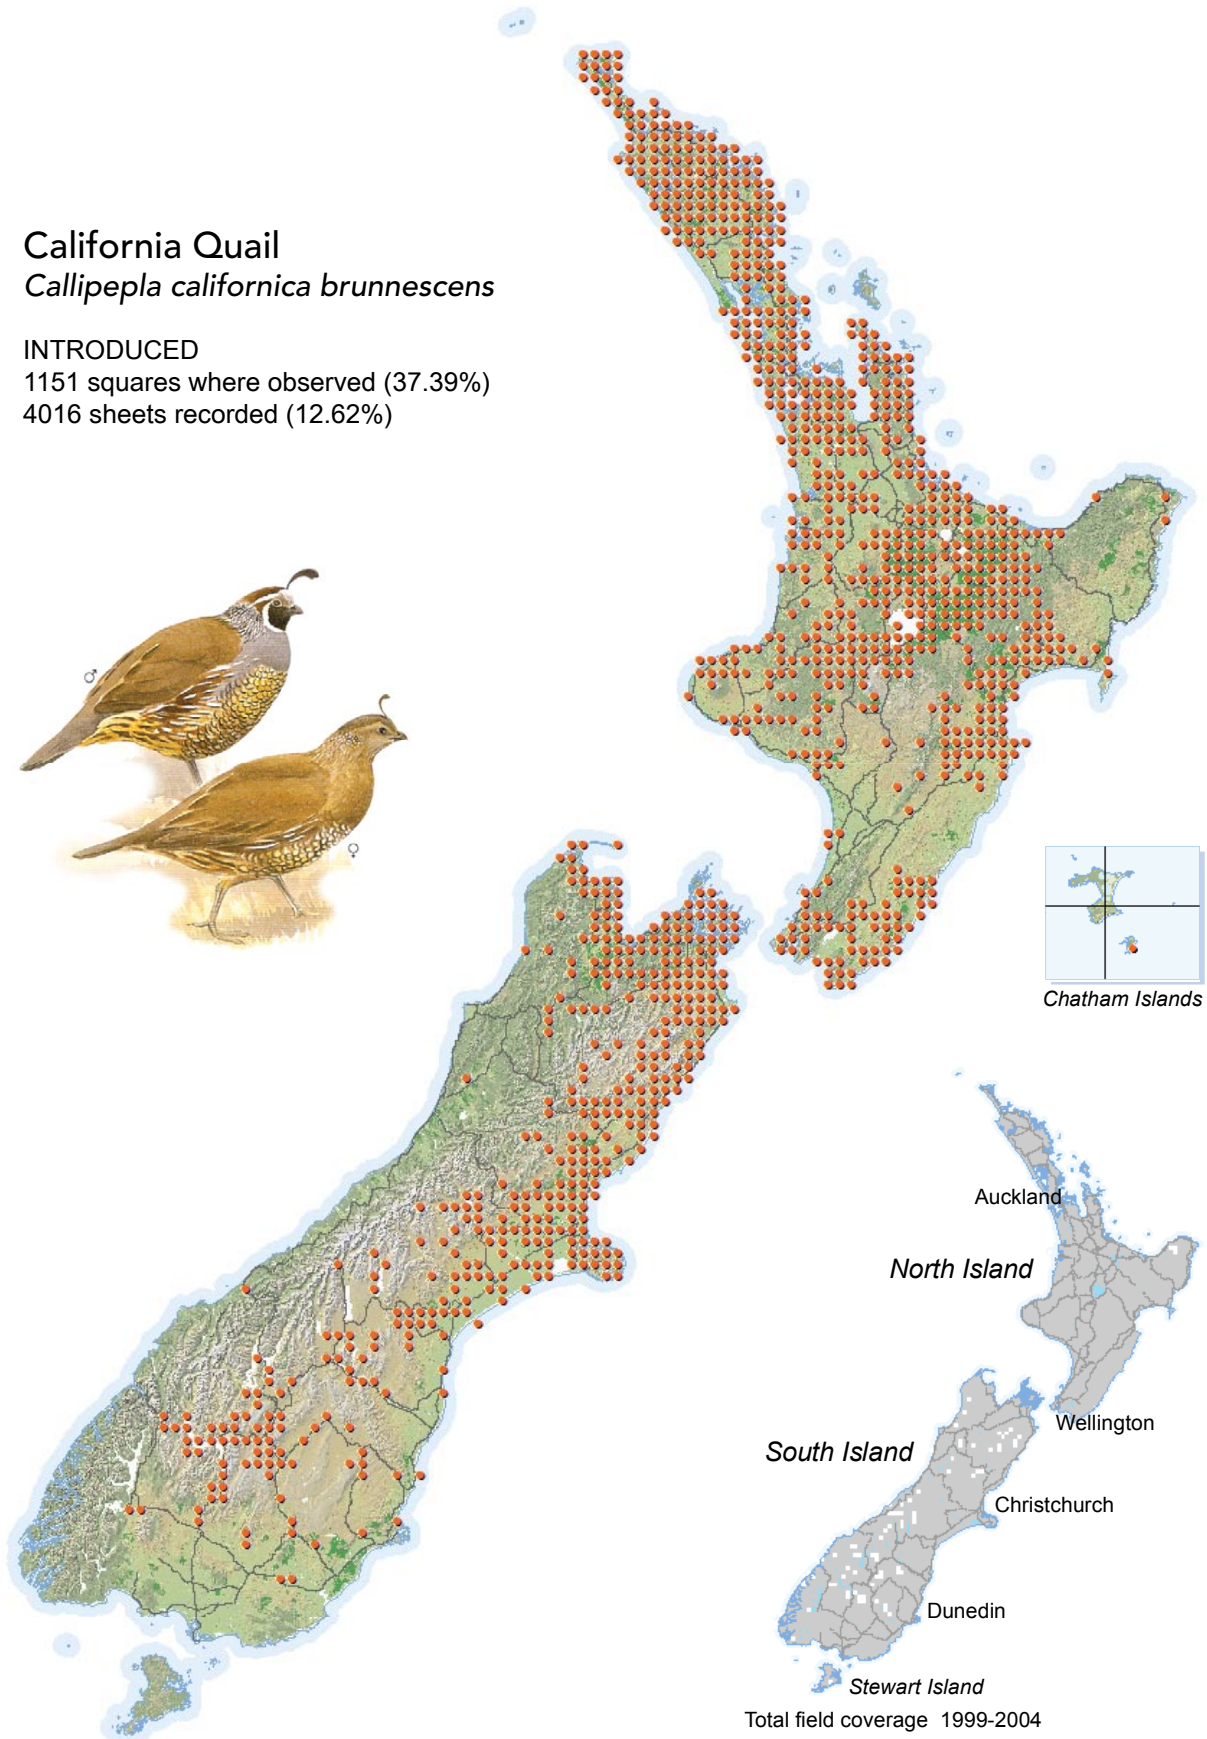 California Quail
Callipepla californica brunnescens
INTRODUCED
1151 squares where observed (37.39%)
4016 sheets recorded (12.62%)
♂
♀
Chatham Islands
Auckland
North Island
Wellington
South Island
Christchurch
Dunedin
Stewart Island
Total field coverage 1999-2004